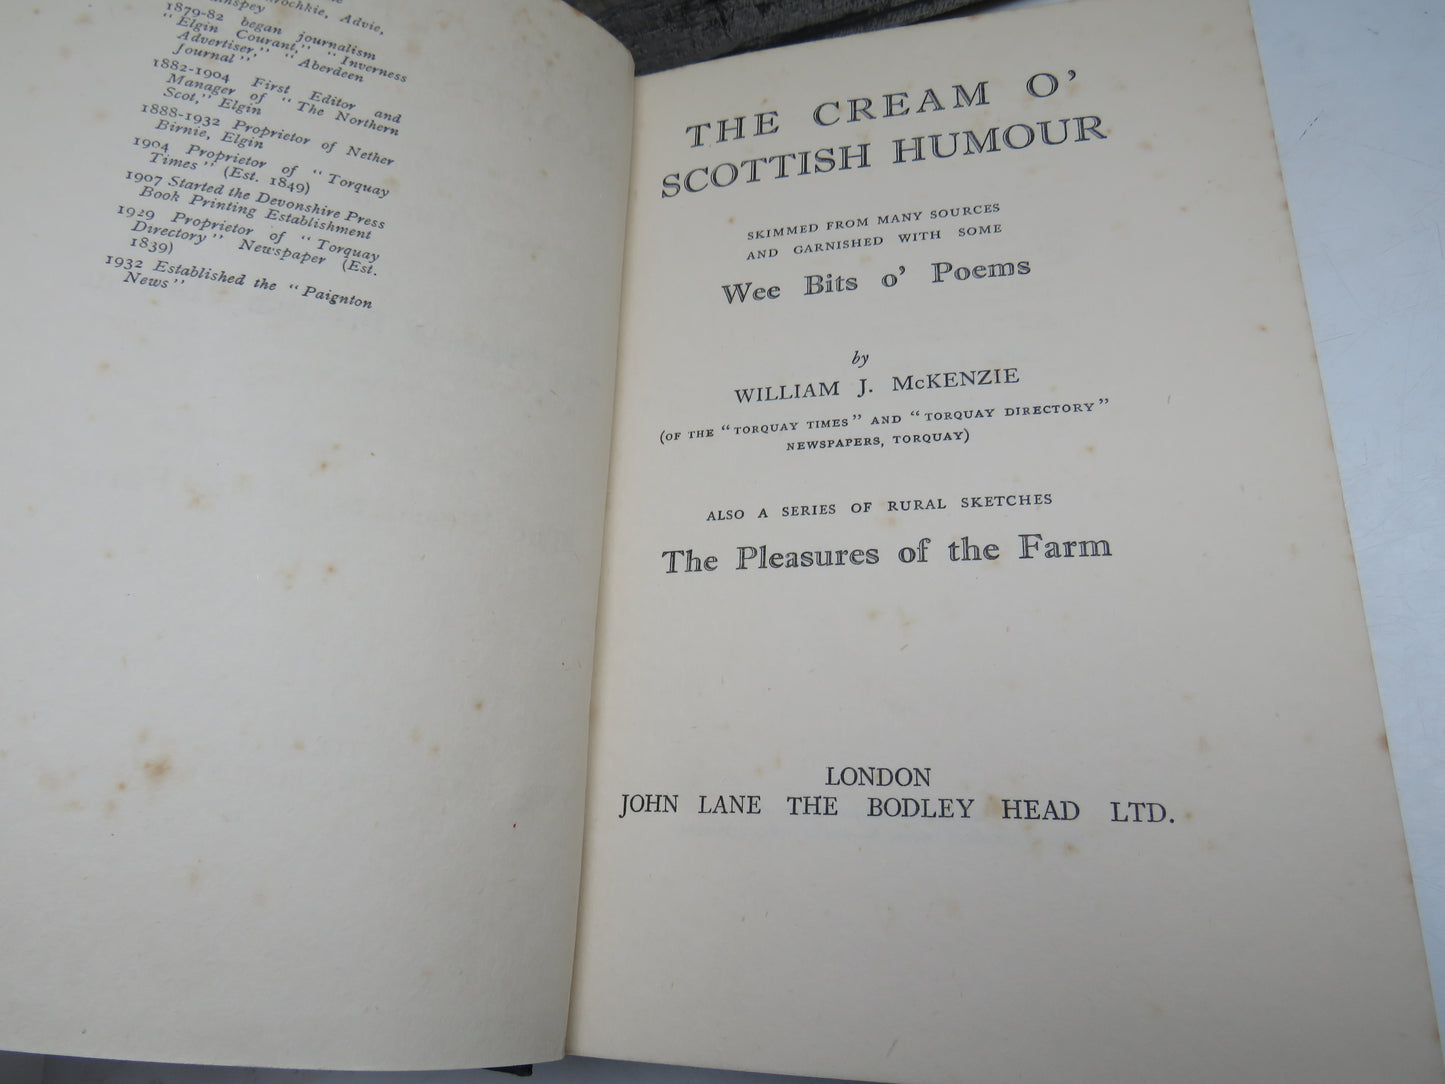 Advie,
1879-82 began journalism
"Elgin Courant," "Inverness
Advertiser," "Aberdeen
Journal"
1882-1904 First Editor and
Manager of "The Northern
Scot," Elgin
1888-1932 Proprietor of Nether
Birnie, Elgin
1904 Proprietor of "Torquay
Times" (Est. 1849)
1907 Started the Devonshire Press
Book Printing Establishment
1929 Proprietor of "Torquay
Directory" Newspaper (Est.
1839)
1932 Established the "Paignton
News"
THE CREAM O'
SCOTTISH HUMOUR
SKIMMED FROM MANY SOURCES
AND GARNISHED WITH SOME
Wee Bits o' Poems
by
WILLIAM J. McKENZIE
(OF THE "TORQUAY TIMES" AND "TORQUAY DIRECTORY"
NEWSPAPERS, TORQUAY)
ALSO A SERIES OF RURAL SKETCHES
The Pleasures of the Farm
LONDON
JOHN LANE THE BODLEY HEAD LTD.